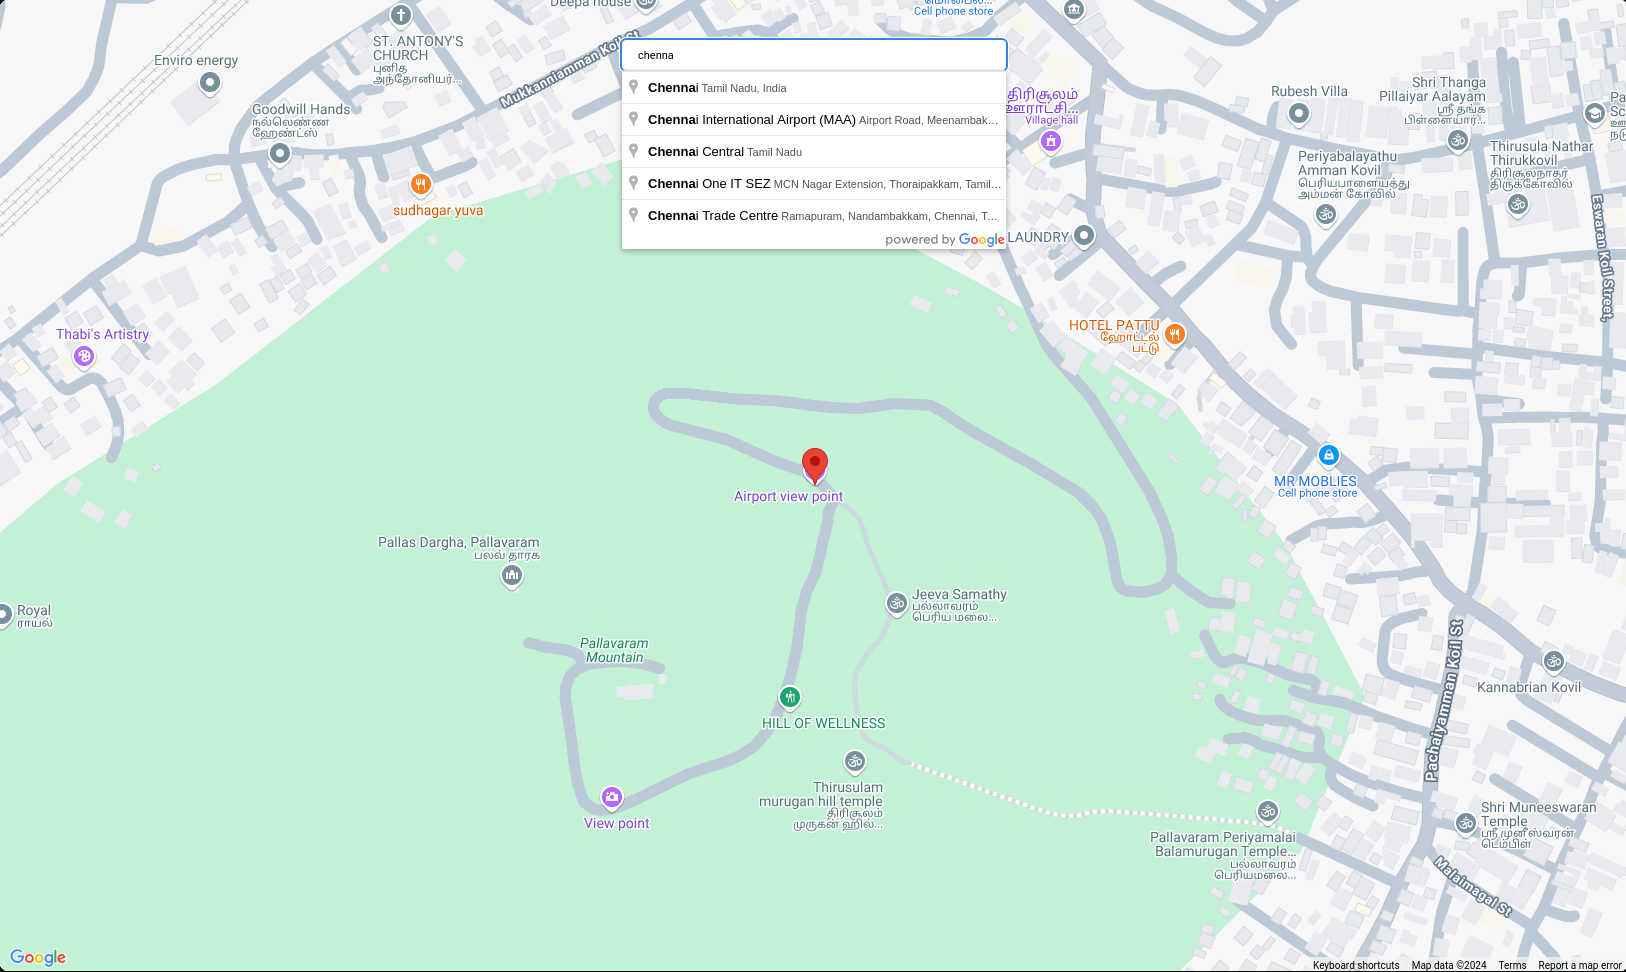 Deepa house
Cell phone store
ST. ANTONY'S
CHURCH
புனித
அந்தோனியர்...
Mukkanniamman Koil St
Enviro energy
Goodwill Hands
நல்லெண்ண
ஹேண்ட்ஸ்
sudhagar yuva
chenna
Chennai Tamil Nadu, India
Chennai International Airport (MAA) Airport Road, Meenambak...
Chennai Central Tamil Nadu
Chennai One IT SEZ MCN Nagar Extension, Thoraipakkam, Tamil...
Chennai Trade Centre Ramapuram, Nandambakkam, Chennai, T...
powered by Google
திரிசூலம்
ஊராட்சி...
Village hall
LAUNDRY
Rubesh Villa
Shri Thanga
Pillaiyar Aalayam
ஸ்ரீ தங்க
பிள்ளையார்...
Periyabalayathu
Amman Kovil
பெரியபாளையத்து
அம்மன் கோவில்
Thirusula Nathar
Thirukkovil
திரிசூலநாதர்
திருக்கோவில்
Eswaran Koil Street,
Thabi's Artistry
HOTEL PATTU
ஹோட்டல்
பட்டு
MR MOBLIES
Cell phone store
Airport view point
Pallas Dargha, Pallavaram
பலவ் தாரக
Royal
ராயல்
Jeeva Samathy
பல்லாவரம்
பெரிய மலை...
Pallavaram
Mountain
HILL OF WELLNESS
Thirusulam
murugan hill temple
திரிசூலம்
முருகன் ஹில்...
View point
Kannabrian Kovil
Pachaiyamman Koil St
Pallavaram Periyamalai
Balamurugan Temple...
பல்லாவரம்
பெரியமலை...
Shri Muneeswaran
Temple
ஸ்ரீ முனீஸ்வரன்
டெம்பிள்
Malaimagal St
Google
Keyboard shortcuts Map data ©2024 Terms Report a map error